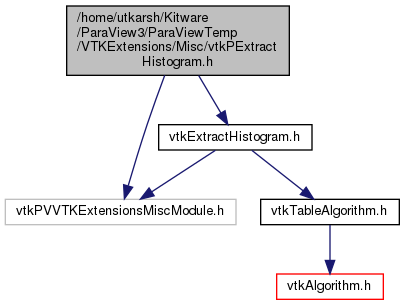 /home/utkarsh/Kitware
/ParaView3/ParaViewTemp
/VTKExtensions/Misc/vtkPExtract
Histogram.h
vtkExtractHistogram.h
vtkPVVTKExtensionsMiscModule.h
vtkTableAlgorithm.h
vtkAlgorithm.h